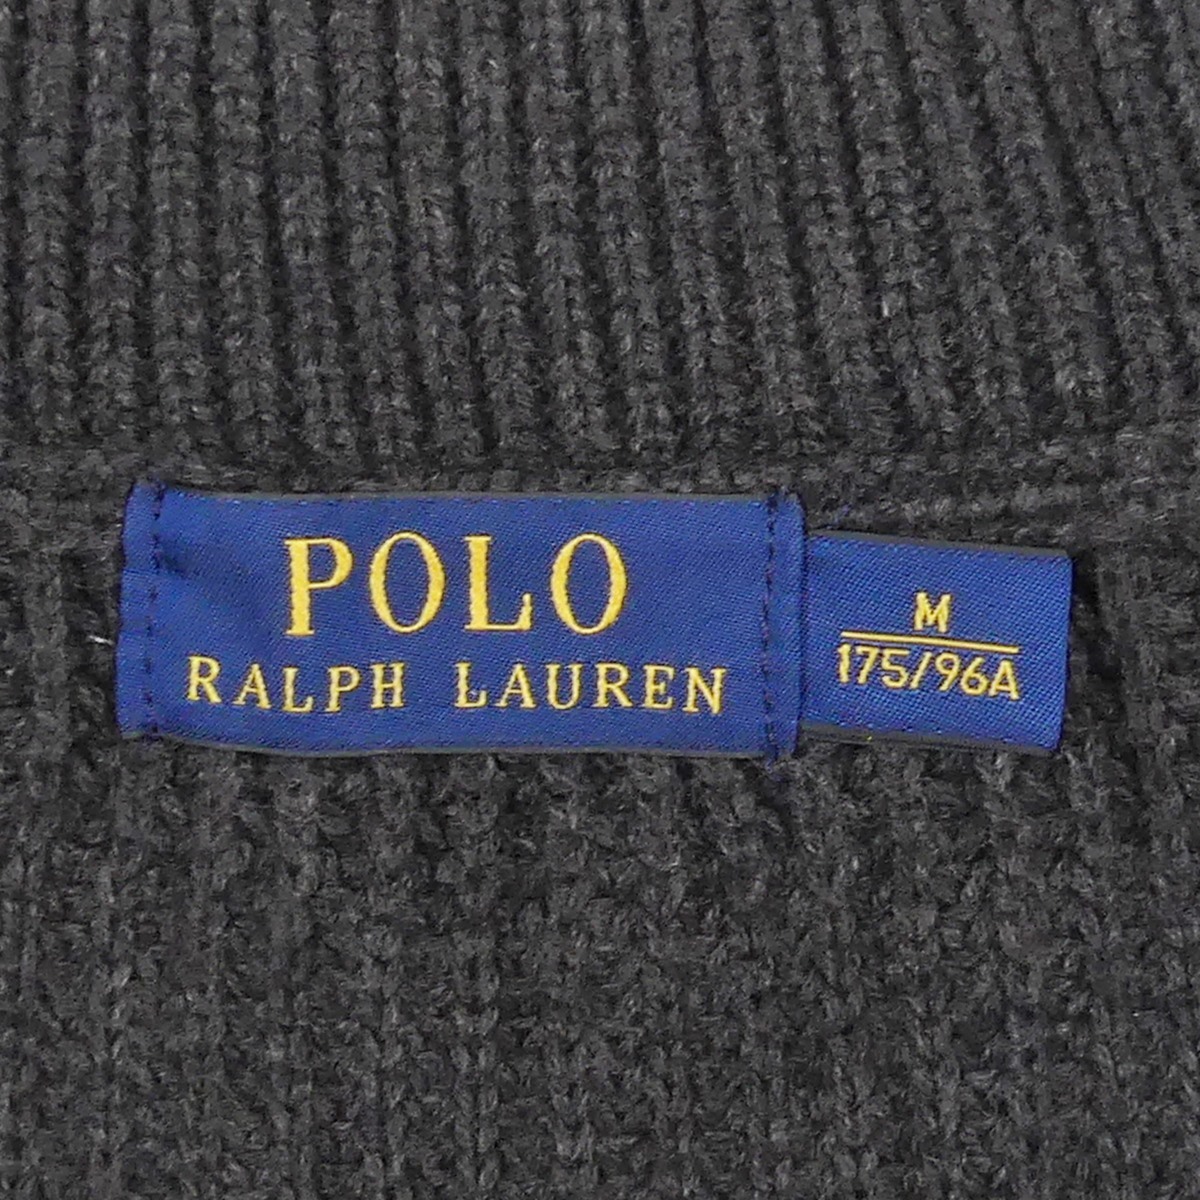 POLO
RALPH LAUREN
M
175/96A